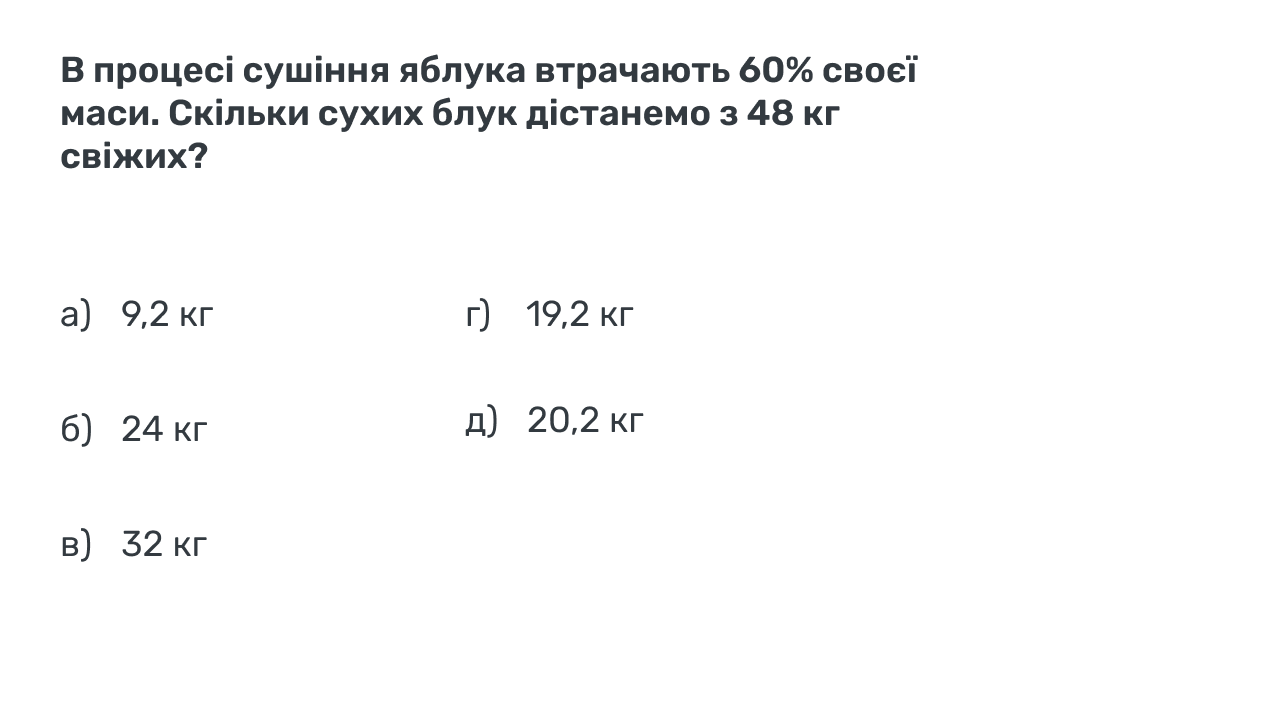 В процесі сушіння яблука втрачають 60% своєї
маси. Скільки сухих блук дістанемо з 48 кг
свіжих?
а) 9,2 кг
б) 24 кг
в) 32 кг
г) 19,2 кг
д) 20,2 кг